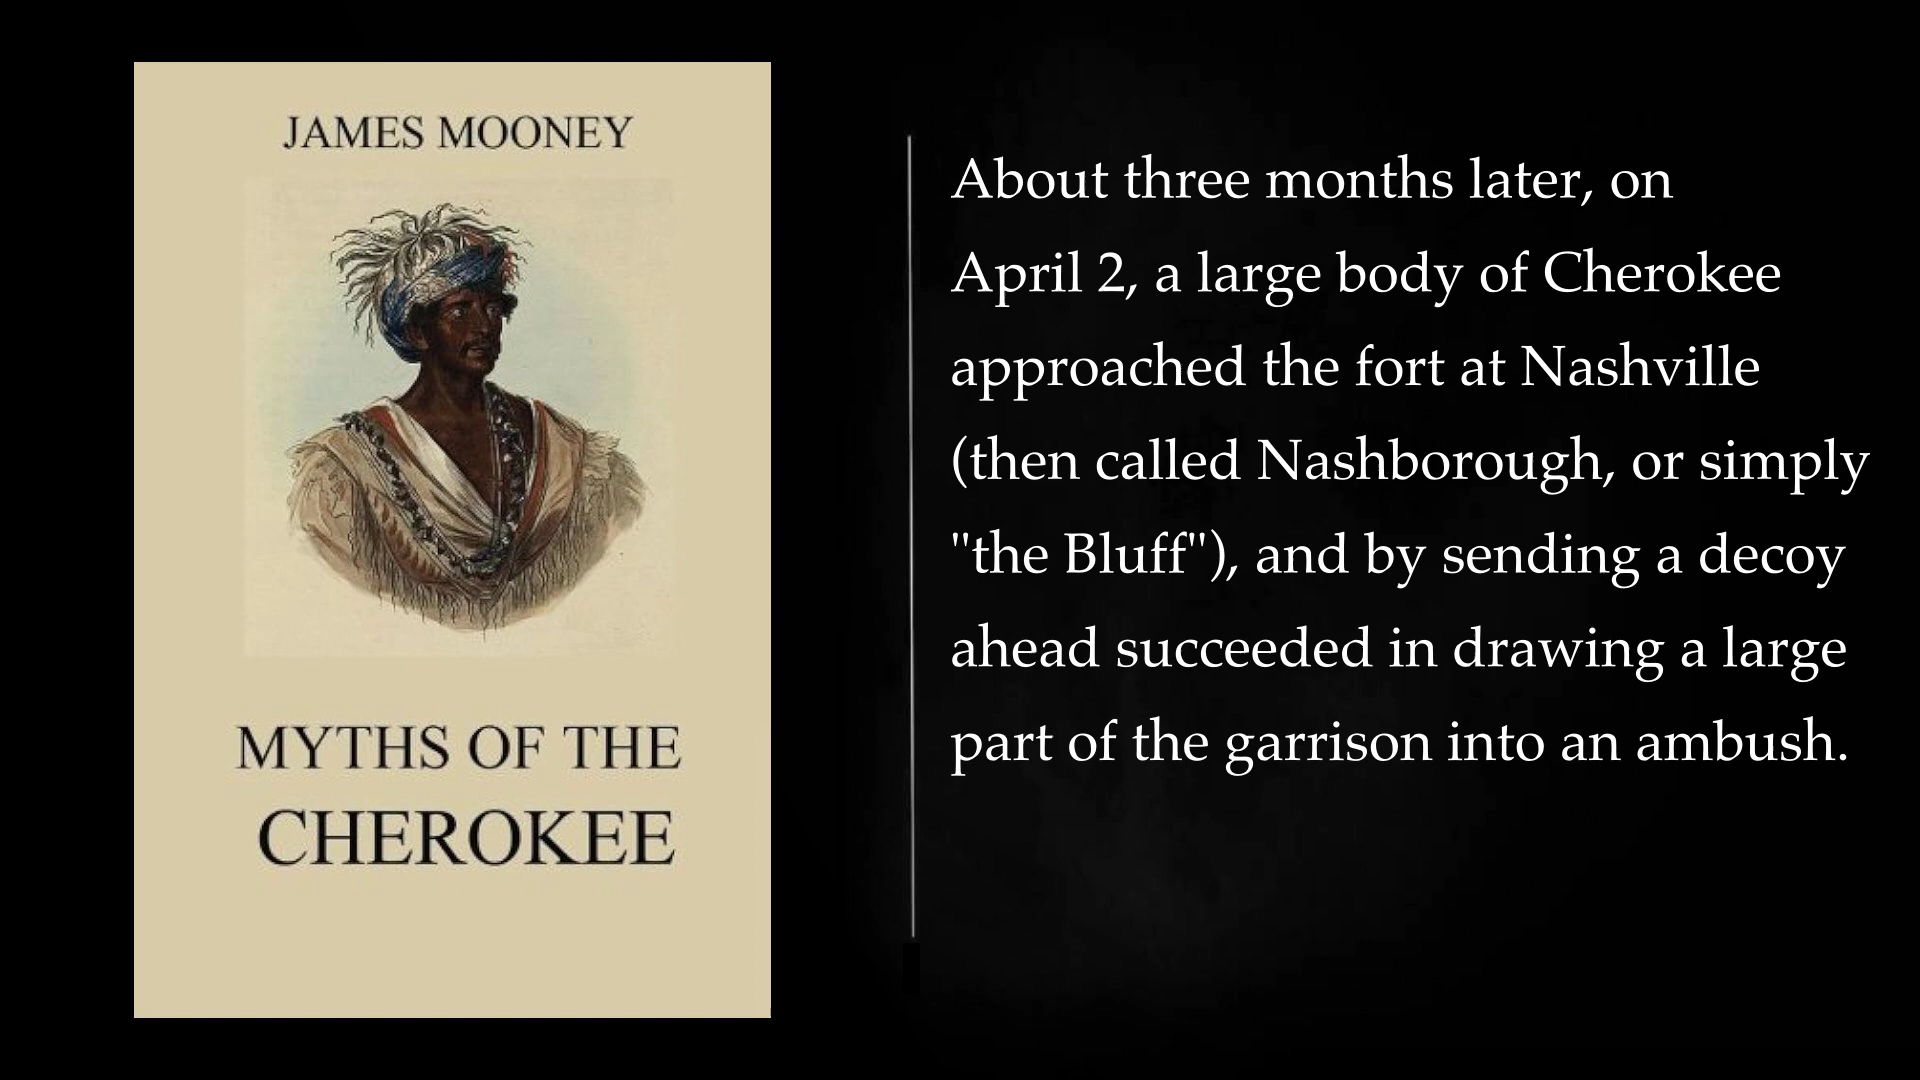 JAMES MOONEY
MYTHS OF THE
CHEROKEE
About three months later, on
April 2, a large body of Cherokee
approached the fort at Nashville
(then called Nashborough, or simply
"the Bluff"), and by sending a decoy
ahead succeeded in drawing a large
part of the garrison into an ambush.